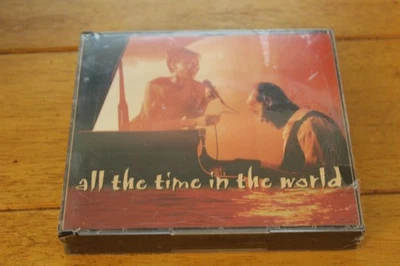 all the time in the world